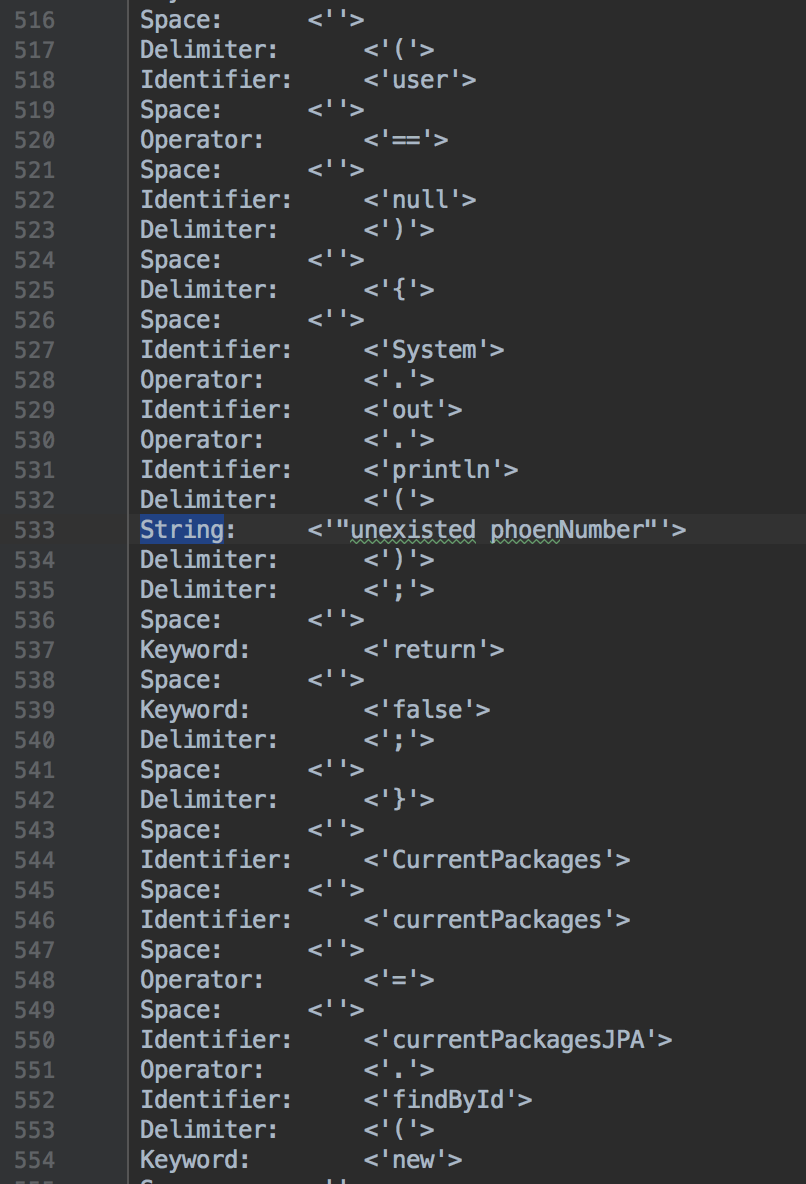 516 Space: <''>
517 Delimiter: <'('>
518 Identifier: <'user'>
519 Space: <''>
520 Operator: <'=='>
521 Space: <''>
522 Identifier: <'null'>
523 Delimiter: <')'>
524 Space: <''>
525 Delimiter: <'{'>
526 Space: <''>
527 Identifier: <'System'>
528 Operator: <'.'>
529 Identifier: <'out'>
530 Operator: <'.'>
531 Identifier: <'println'>
532 Delimiter: <'('>
533 String: <'"unexisted phoenNumber"'>
534 Delimiter: <')'>
535 Delimiter: <';'>
536 Space: <''>
537 Keyword: <'return'>
538 Space: <''>
539 Keyword: <'false'>
540 Delimiter: <';'>
541 Space: <''>
542 Delimiter: <'}'>
543 Space: <''>
544 Identifier: <'CurrentPackages'>
545 Space: <''>
546 Identifier: <'currentPackages'>
547 Space: <''>
548 Operator: <'='>
549 Space: <''>
550 Identifier: <'currentPackagesJPA'>
551 Operator: <'.'>
552 Identifier: <'findById'>
553 Delimiter: <'('>
554 Keyword: <'new'>